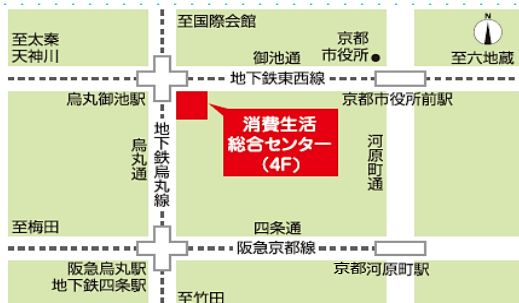 至国際会館
N
至太秦
天神川
京都
市役所
御池通
至六地蔵
地下鉄東西線
烏丸御池駅
京都市役所前駅
消費生活
総合センター
(4F)
地下鉄烏丸線
烏丸通
河原町通
至梅田
四条通
阪急京都線
阪急烏丸駅
地下鉄四条駅
京都河原町駅
至竹田